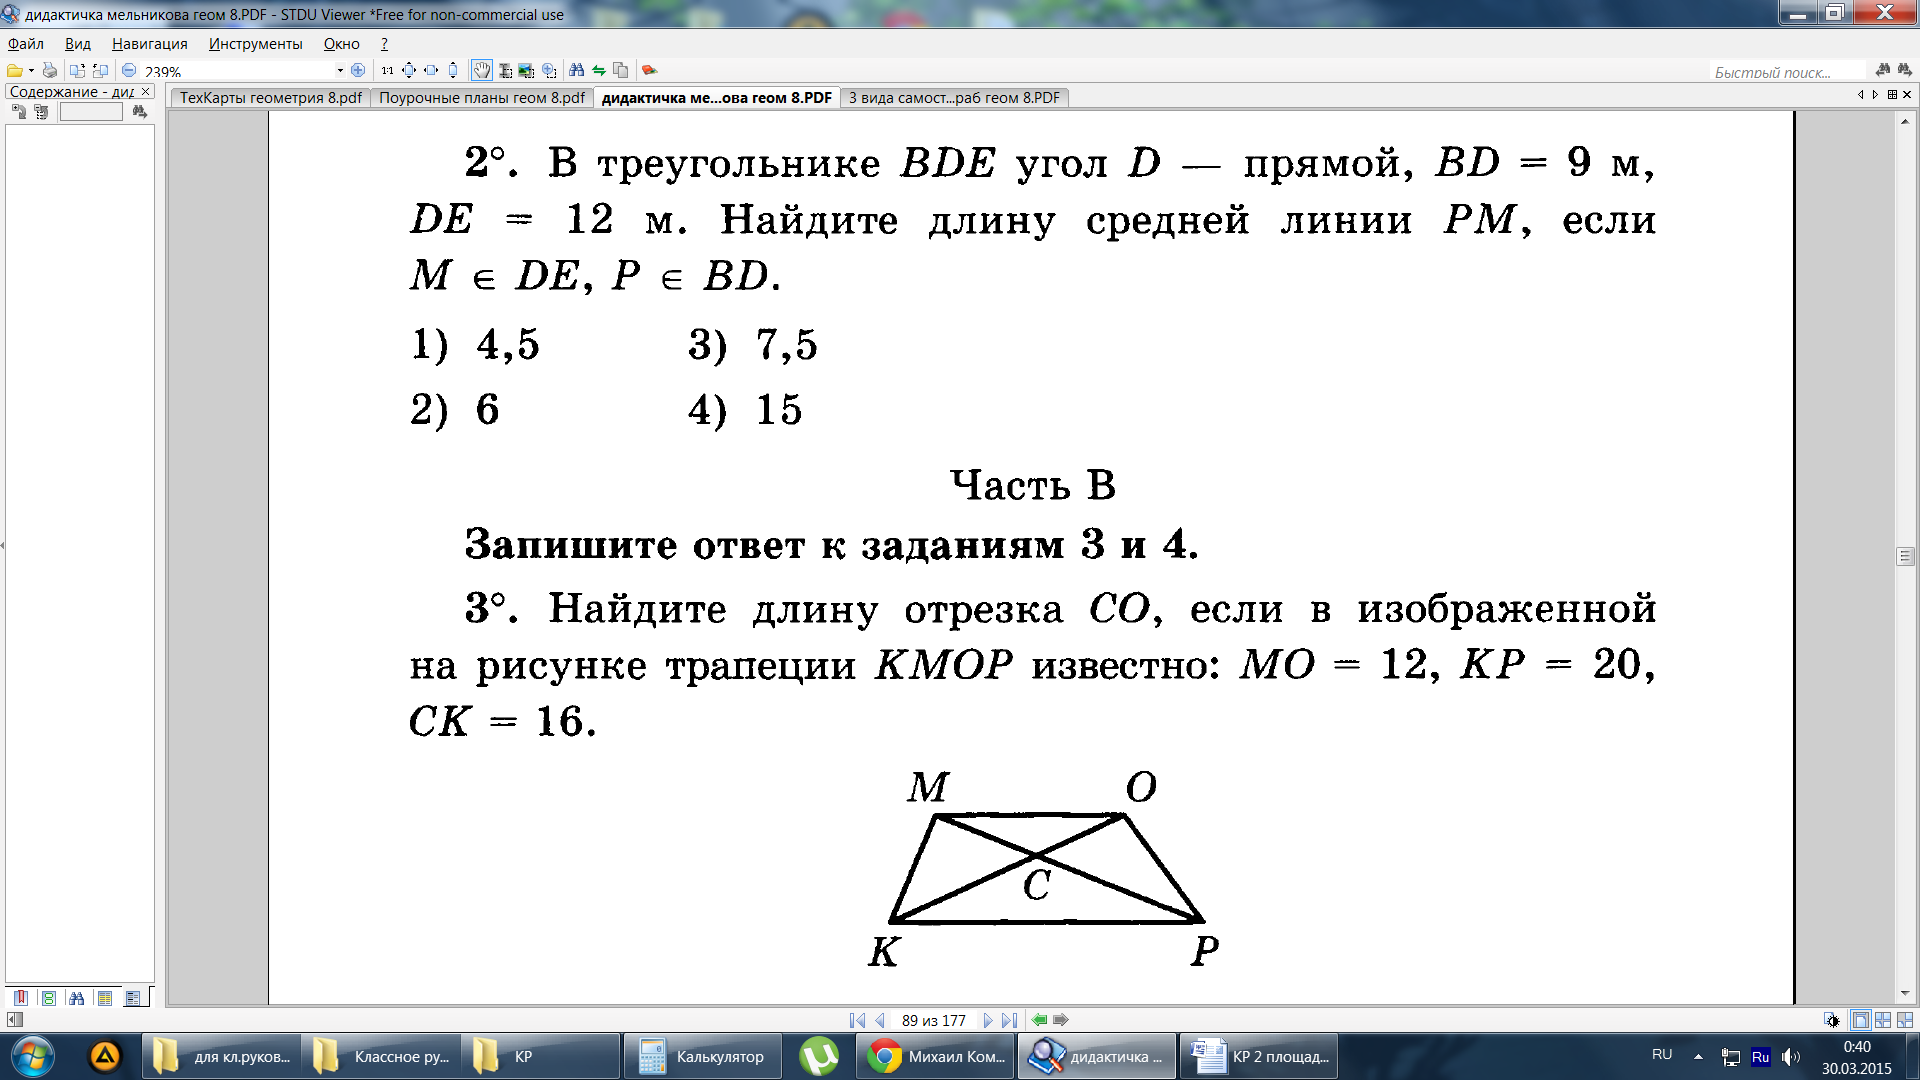 дидактичка мельникова геом 8.PDF - STDU Viewer *Free for non-commercial use
Файл Вид Навигация Инструменты Окно ?
239% 1:1 Быстрый поиск...
Содержание - дид
ТехКарты геометрия 8.pdf Поурочные планы геом 8.pdf дидактичка ме...ова геом 8.PDF 3 вида самост...раб геом 8.PDF
2°. В треугольнике BDE угол D — прямой, BD = 9 м,
DE = 12 м. Найдите длину средней линии PM, если
M ∈ DE, P ∈ BD.
1) 4,5 3) 7,5
2) 6 4) 15
Часть В
Запишите ответ к заданиям 3 и 4.
3°. Найдите длину отрезка CO, если в изображенной
на рисунке трапеции KMOP известно: MO = 12, KP = 20,
CK = 16.
M O
C
K P
89 из 177
для кл.руков... Классное ру... КР Калькулятор Михаил Ком... дидактичка ... КР 2 площад... RU Ru 0:40
30.03.2015